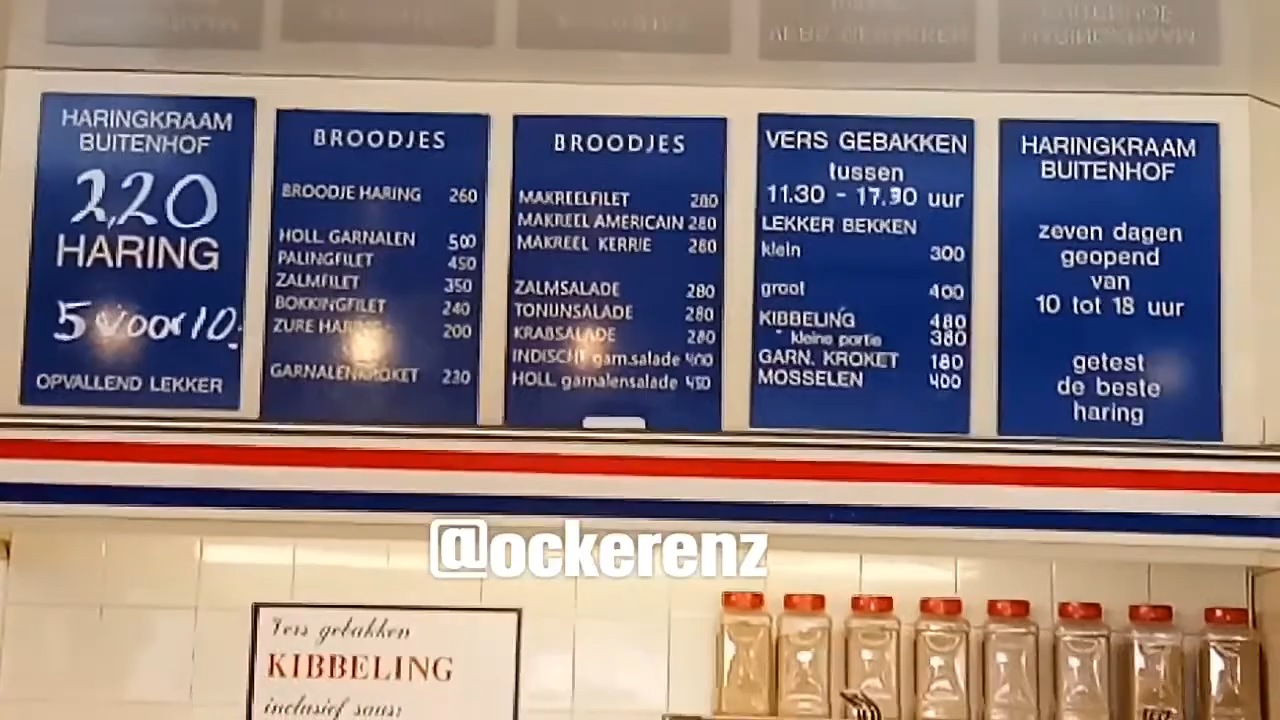 HARINGKRAAM
BUITENHOF
2,20
HARING
5 voor 10,
OPVALLEND LEKKER
BROODJES
BROODJE HARING 260
HOLL. GARNALEN 500
PALINGFILET 450
ZALMFILET 350
BOKKINGFILET 240
ZURE HARING 200
GARNALENKROKET 230
BROODJES
MAKREELFILET 280
MAKREEL AMERICAIN 280
MAKREEL KERRIE 280
ZALMSALADE 280
TONIJNSALADE 280
KRABSALADE 280
INDISCHE garn.salade 400
HOLL. garnalensalade 450
VERS GEBAKKEN
tussen
11.30 - 17.30 uur
LEKKER BEKKEN
klein 300
groot 400
KIBBELING 480
" kleine portie 380
GARN. KROKET 180
MOSSELEN 400
HARINGKRAAM
BUITENHOF
zeven dagen
geopend
van
10 tot 18 uur
getest
de beste
haring
@ockerenz
Vers gebakken
KIBBELING
inclusief saus: